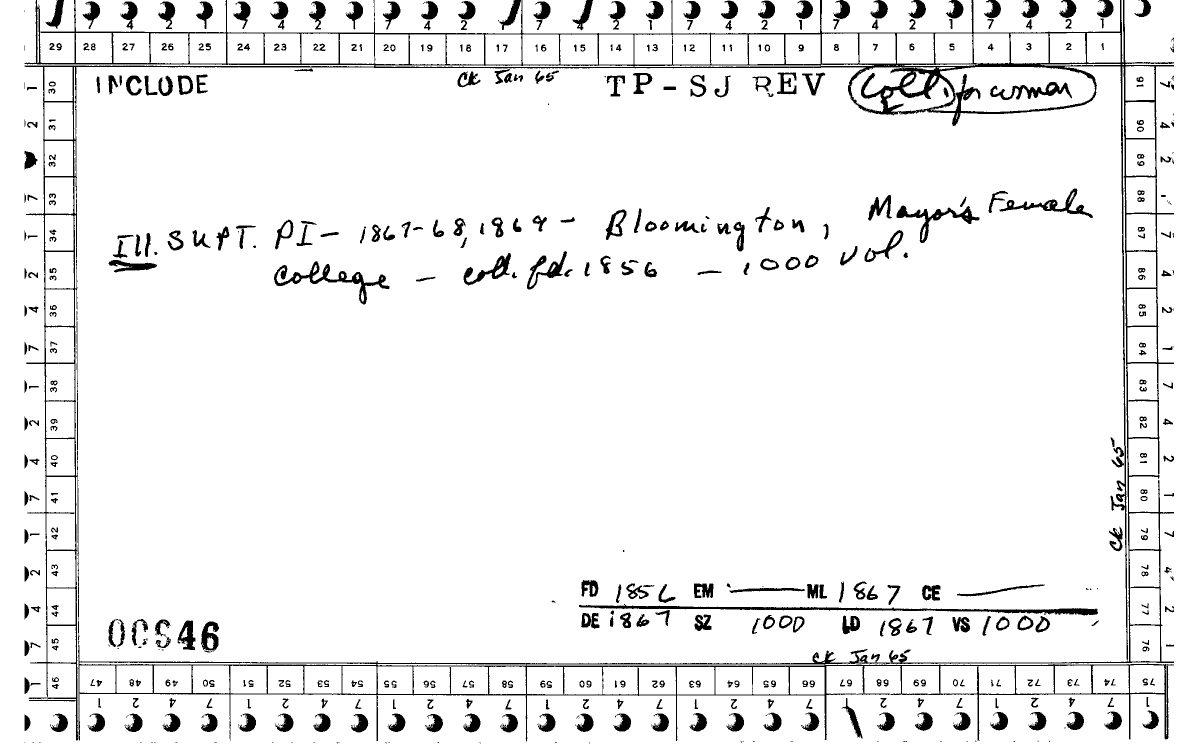 7 4 2 1 7 4 2 1 7 4 2 1 7 4 2 1 7 4 2 1 7 4 2 1 7 4 2 1
29 28 27 26 25 24 23 22 21 20 19 18 17 16 15 14 13 12 11 10 9 8 7 6 5 4 3 2 1
INCLUDE ck Jan 65 TP-SJ REV Coll. for women
Ill. SUPT. PI - 1867-68, 1869 - Bloomington, Mayor's Female
College - coll. fd. 1856 - 1000 vol.
30 31 32 33 34 35 36 37 38 39 40 41 42 43 44 45 46
91 90 89 88 87 86 85 84 83 82 81 80 79 78 77 76
ck Jan 65
FD 1856 EM — ML 1867 CE —
DE 1867 SZ 1000 LD 1867 VS 1000
ck Jan 65
47 48 49 50 51 52 53 54 55 56 57 58 59 60 61 62 63 64 65 66 67 68 69 70 71 72 73 74 75
1 2 4 7 1 2 4 7 1 2 4 7 1 2 4 7 1 2 4 7 1 2 4 7 1 2 4 7 1